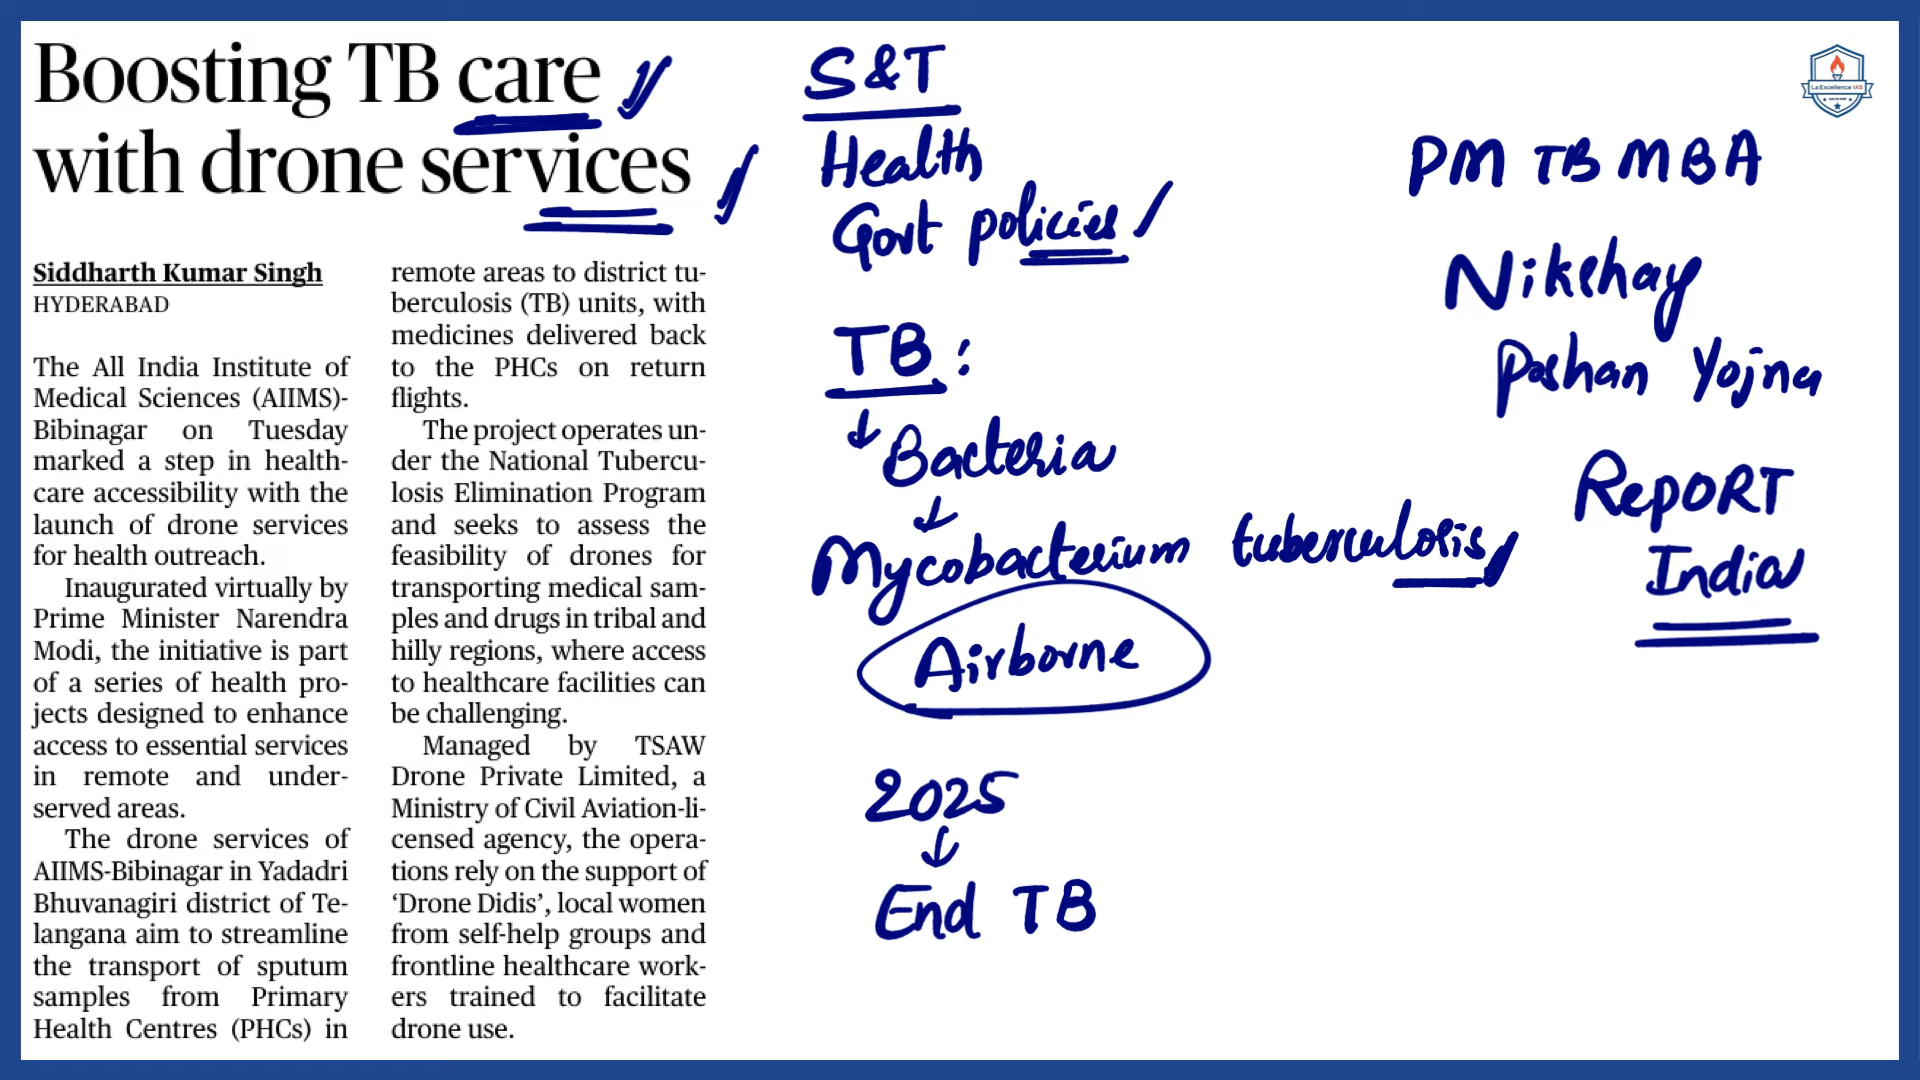 Boosting TB care
with drone services
Siddharth Kumar Singh
HYDERABAD
The All India Institute of
Medical Sciences (AIIMS)-
Bibinagar on Tuesday
marked a step in health-
care accessibility with the
launch of drone services
for health outreach.
Inaugurated virtually by
Prime Minister Narendra
Modi, the initiative is part
of a series of health pro-
jects designed to enhance
access to essential services
in remote and under-
served areas.
The drone services of
AIIMS-Bibinagar in Yadadri
Bhuvanagiri district of Te-
langana aim to streamline
the transport of sputum
samples from Primary
Health Centres (PHCs) in
remote areas to district tu-
berculosis (TB) units, with
medicines delivered back
to the PHCs on return
flights.
The project operates un-
der the National Tubercu-
losis Elimination Program
and seeks to assess the
feasibility of drones for
transporting medical sam-
ples and drugs in tribal and
hilly regions, where access
to healthcare facilities can
be challenging.
Managed by TSAW
Drone Private Limited, a
Ministry of Civil Aviation-li-
censed agency, the opera-
tions rely on the support of
‘Drone Didis’, local women
from self-help groups and
frontline healthcare work-
ers trained to facilitate
drone use.
S&T
Health
Govt policies
TB:
Bacteria
Mycobacterium tuberculosis
Airborne
2025
End TB
PM TB MBA
Nikshay
Poshan Yojna
RepORT
India
La Excellence IAS